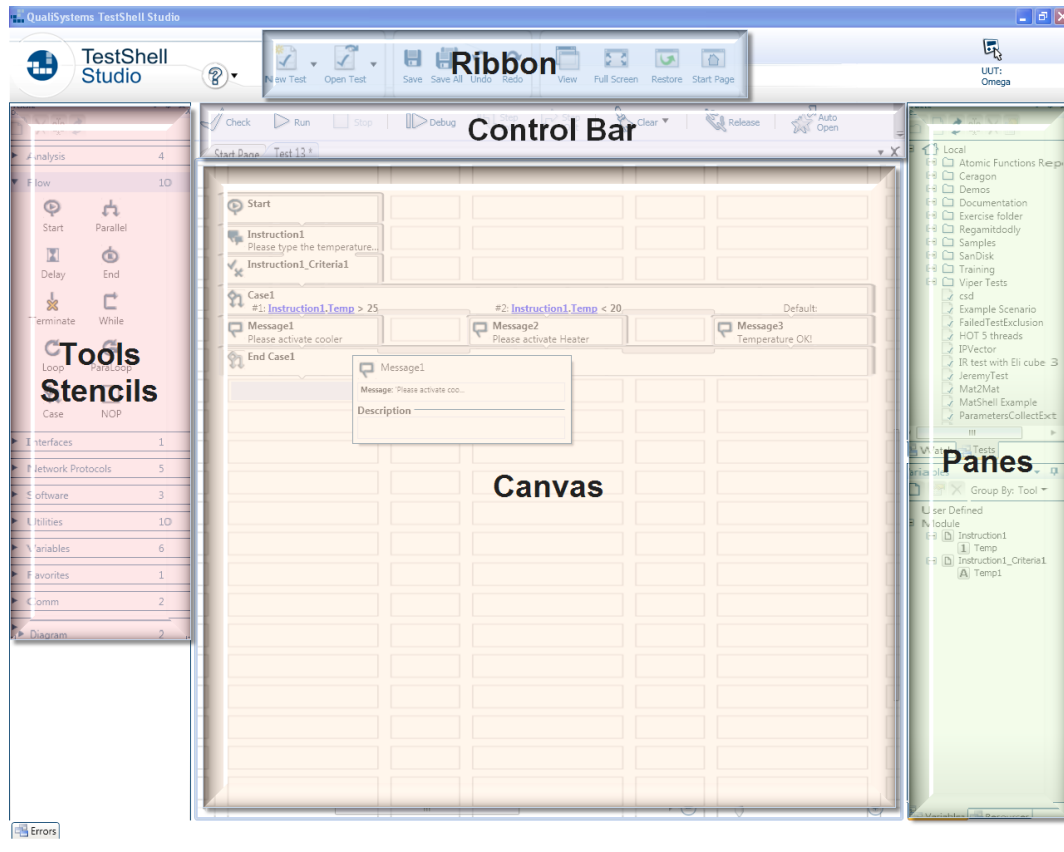 QualiSystems TestShell Studio
TestShell
Studio
?
New Test Open Test Save Save All Undo Redo View Full Screen Restore Start Page
Ribbon
UUT:
Omega
Check Run Stop Debug Step Clear Release Auto Open
Control Bar
Start Page Test 13 *
Analysis 4
Flow 10
Start Parallel
Delay End
Terminate While
Loop ParaLoop
Case NOP
Tools
Stencils
Interfaces 1
Network Protocols 5
Software 3
Utilities 10
Variables 6
Favorites 1
Comm 2
Diagram 2
Errors
Start
Instruction1
Please type the temperature...
Instruction1_Criteria1
Case1
#1: Instruction1.Temp > 25 #2: Instruction1.Temp < 20 Default:
Message1 Message2 Message3
Please activate cooler Please activate Heater Temperature OK!
End Case1
Message1
Message: 'Please activate coo...
Description
Canvas
Local
Atomic Functions Repo
Ceragon
Demos
Documentation
Exercise folder
Regamitdodly
Samples
SanDisk
Training
Viper Tests
csd
Example Scenario
FailedTestExclusion
HOT 5 threads
IPVector
IR test with Eli cube 3
JeremyTest
Mat2Mat
MatShell Example
ParametersCollectExt
Watch Tests
Panes
Variables
Group By: Tool
User Defined
Module
Instruction1
1 Temp
Instruction1_Criteria1
A Temp1
Variables Resources